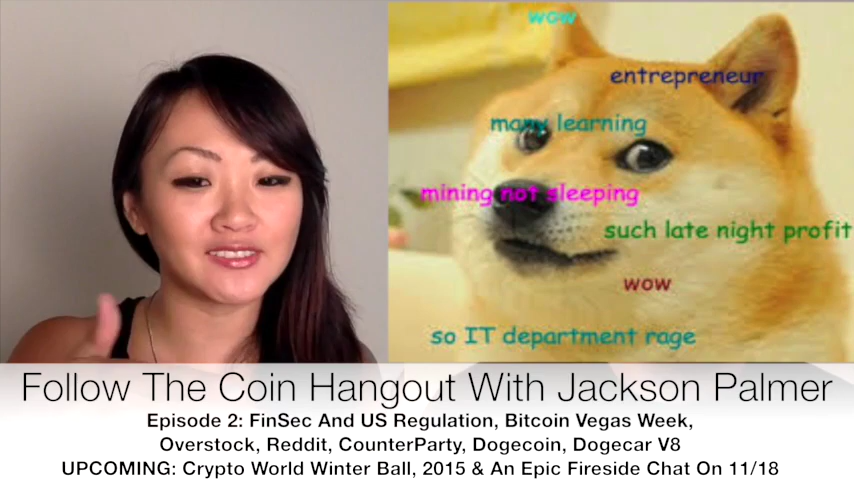 wow
entrepreneur
many learning
mining not sleeping
such late night profit
wow
so IT department rage
Follow The Coin Hangout With Jackson Palmer
Episode 2: FinSec And US Regulation, Bitcoin Vegas Week,
Overstock, Reddit, CounterParty, Dogecoin, Dogecar V8
UPCOMING: Crypto World Winter Ball, 2015 & An Epic Fireside Chat On 11/18